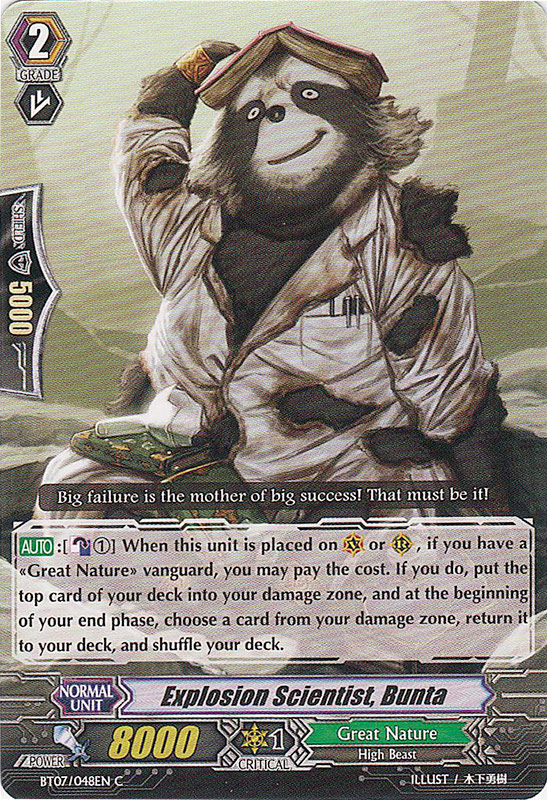 2
GRADE
SHIELD
5000
Big failure is the mother of big success! That must be it!
AUTO :[ ①] When this unit is placed on V or R , if you have a
«Great Nature» vanguard, you may pay the cost. If you do, put the
top card of your deck into your damage zone, and at the beginning
of your end phase, choose a card from your damage zone, return it
to your deck, and shuffle your deck.
NORMAL
UNIT
Explosion Scientist, Bunta
POWER
8000
1
CRITICAL
Great Nature
High Beast
BT07/048EN C
ILLUST / 木下勇樹